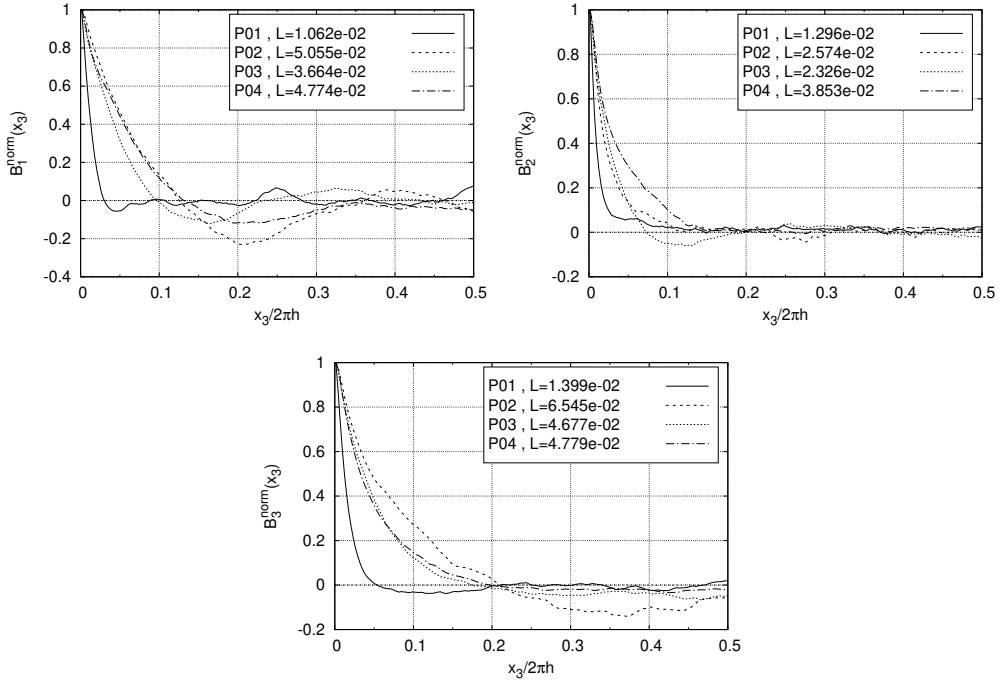 P01 , L=1.062e-02
P02 , L=5.055e-02
P03 , L=3.664e-02
P04 , L=4.774e-02
1
0.8
0.6
0.4
0.2
0
-0.2
-0.4
B1norm(x3)
0 0.1 0.2 0.3 0.4 0.5
x3/2πh
P01 , L=1.296e-02
P02 , L=2.574e-02
P03 , L=2.326e-02
P04 , L=3.853e-02
1
0.8
0.6
0.4
0.2
0
-0.2
B2norm(x3)
0 0.1 0.2 0.3 0.4 0.5
x3/2πh
P01 , L=1.399e-02
P02 , L=6.545e-02
P03 , L=4.677e-02
P04 , L=4.779e-02
1
0.8
0.6
0.4
0.2
0
-0.2
B3norm(x3)
0 0.1 0.2 0.3 0.4 0.5
x3/2πh